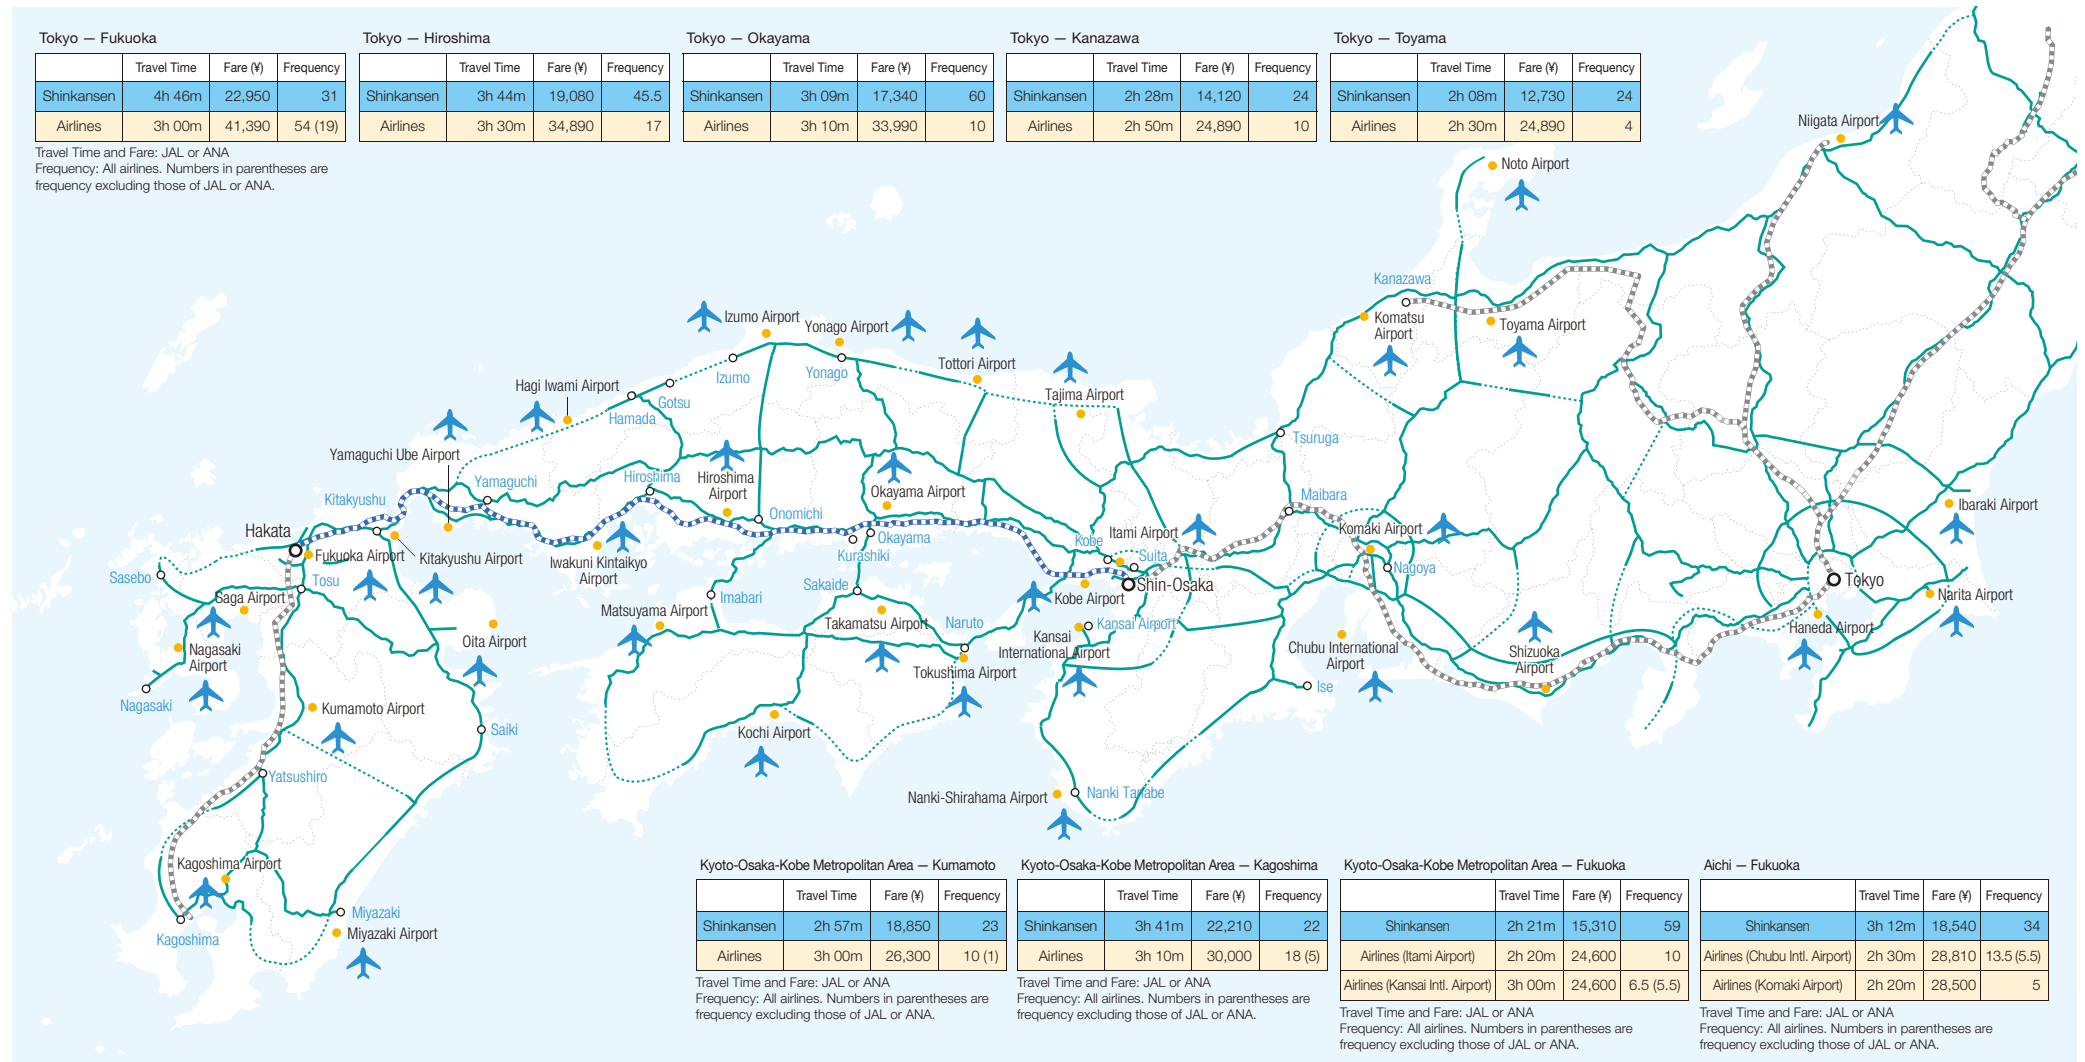 Tokyo — Fukuoka
Travel Time Fare (¥) Frequency
Shinkansen 4h 46m 22,950 31
Airlines 3h 00m 41,390 54 (19)
Travel Time and Fare: JAL or ANA
Frequency: All airlines. Numbers in parentheses are
frequency excluding those of JAL or ANA.
Tokyo — Hiroshima
Travel Time Fare (¥) Frequency
Shinkansen 3h 44m 19,080 45.5
Airlines 3h 30m 34,890 17
Tokyo — Okayama
Travel Time Fare (¥) Frequency
Shinkansen 3h 09m 17,340 60
Airlines 3h 10m 33,990 10
Tokyo — Kanazawa
Travel Time Fare (¥) Frequency
Shinkansen 2h 28m 14,120 24
Airlines 2h 50m 24,890 10
Tokyo — Toyama
Travel Time Fare (¥) Frequency
Shinkansen 2h 08m 12,730 24
Airlines 2h 30m 24,890 4
Niigata Airport
Noto Airport
Kanazawa
Komatsu
Airport
Toyama Airport
Izumo Airport
Yonago Airport
Tottori Airport
Izumo
Yonago
Tajima Airport
Hagi Iwami Airport
Gotsu
Hamada
Tsuruga
Yamaguchi Ube Airport
Yamaguchi
Hiroshima
Hiroshima
Airport
Okayama Airport
Kitakyushu
Maibara
Ibaraki Airport
Onomichi
Hakata
Itami Airport
Komaki Airport
Okayama
Kobe
Fukuoka Airport
Kitakyushu Airport
Iwakuni Kintaikyo
Airport
Kurashiki
Suita
Nagoya
Sasebo
Tosu
Sakaide
Shin-Osaka
Tokyo
Saga Airport
Imabari
Kobe Airport
Narita Airport
Matsuyama Airport
Takamatsu Airport
Naruto
Kansai Airport
Haneda Airport
Oita Airport
Kansai
International Airport
Nagasaki
Airport
Chubu International
Airport
Shizuoka
Airport
Tokushima Airport
Ise
Nagasaki
Kumamoto Airport
Saiki
Kochi Airport
Yatsushiro
Nanki-Shirahama Airport
Nanki Tanabe
Kagoshima Airport
Miyazaki
Kagoshima
Miyazaki Airport
Kyoto-Osaka-Kobe Metropolitan Area — Kumamoto
Travel Time Fare (¥) Frequency
Shinkansen 2h 57m 18,850 23
Airlines 3h 00m 26,300 10 (1)
Travel Time and Fare: JAL or ANA
Frequency: All airlines. Numbers in parentheses are
frequency excluding those of JAL or ANA.
Kyoto-Osaka-Kobe Metropolitan Area — Kagoshima
Travel Time Fare (¥) Frequency
Shinkansen 3h 41m 22,210 22
Airlines 3h 10m 30,000 18 (5)
Travel Time and Fare: JAL or ANA
Frequency: All airlines. Numbers in parentheses are
frequency excluding those of JAL or ANA.
Kyoto-Osaka-Kobe Metropolitan Area — Fukuoka
Travel Time Fare (¥) Frequency
Shinkansen 2h 21m 15,310 59
Airlines (Itami Airport) 2h 20m 24,600 10
Airlines (Kansai Intl. Airport) 3h 00m 24,600 6.5 (5.5)
Travel Time and Fare: JAL or ANA
Frequency: All airlines. Numbers in parentheses are
frequency excluding those of JAL or ANA.
Aichi — Fukuoka
Travel Time Fare (¥) Frequency
Shinkansen 3h 12m 18,540 34
Airlines (Chubu Intl. Airport) 2h 30m 28,810 13.5 (5.5)
Airlines (Komaki Airport) 2h 20m 28,500 5
Travel Time and Fare: JAL or ANA
Frequency: All airlines. Numbers in parentheses are
frequency excluding those of JAL or ANA.